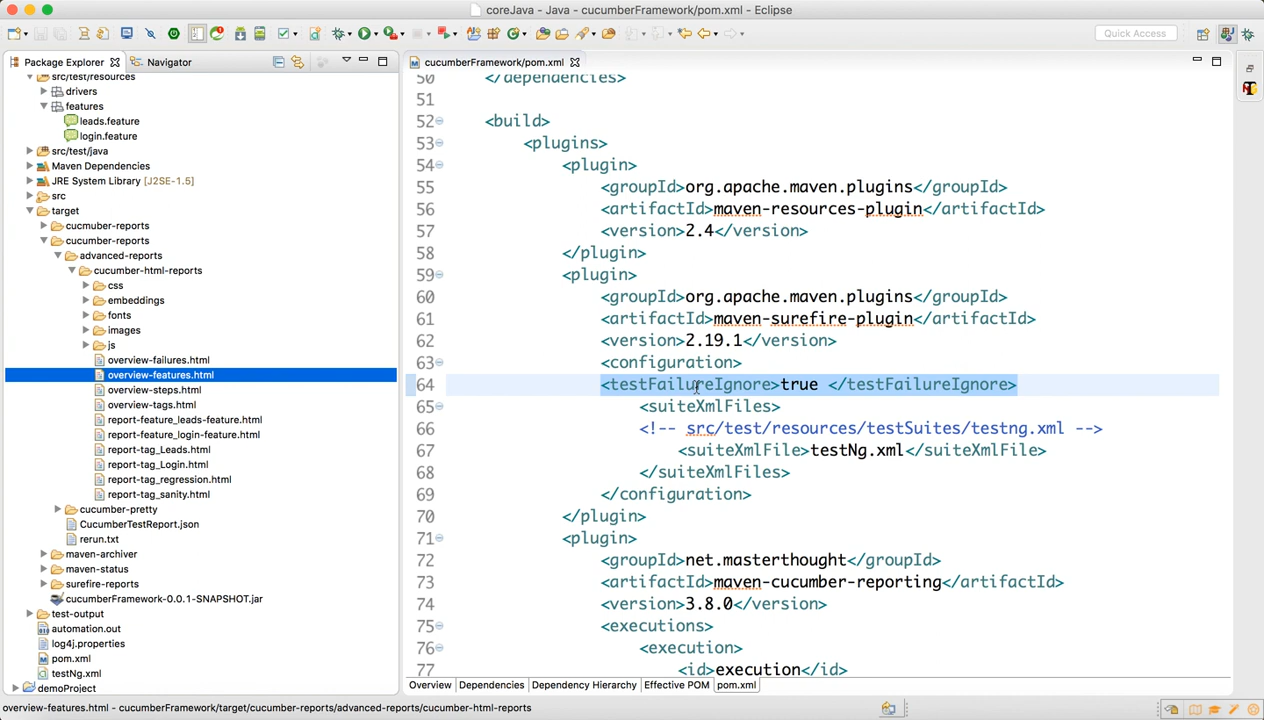 coreJava - Java - cucumberFramework/pom.xml - Eclipse
Quick Access
Package Explorer
Navigator
src/test/resources
drivers
features
leads.feature
login.feature
src/test/java
Maven Dependencies
JRE System Library [J2SE-1.5]
src
target
cucmuber-reports
cucumber-reports
advanced-reports
cucumber-html-reports
css
embeddings
fonts
images
js
overview-failures.html
overview-features.html
overview-steps.html
overview-tags.html
report-feature_leads-feature.html
report-feature_login-feature.html
report-tag_Leads.html
report-tag_Login.html
report-tag_regression.html
report-tag_sanity.html
cucumber-pretty
CucumberTestReport.json
rerun.txt
maven-archiver
maven-status
surefire-reports
cucumberFramework-0.0.1-SNAPSHOT.jar
test-output
automation.out
log4j.properties
pom.xml
testNg.xml
demoProject
cucumberFramework/pom.xml
50 </dependencies>
51
52 <build>
53 <plugins>
54 <plugin>
55 <groupId>org.apache.maven.plugins</groupId>
56 <artifactId>maven-resources-plugin</artifactId>
57 <version>2.4</version>
58 </plugin>
59 <plugin>
60 <groupId>org.apache.maven.plugins</groupId>
61 <artifactId>maven-surefire-plugin</artifactId>
62 <version>2.19.1</version>
63 <configuration>
64 <testFailureIgnore>true </testFailureIgnore>
65 <suiteXmlFiles>
66 <!-- src/test/resources/testSuites/testng.xml -->
67 <suiteXmlFile>testNg.xml</suiteXmlFile>
68 </suiteXmlFiles>
69 </configuration>
70 </plugin>
71 <plugin>
72 <groupId>net.masterthought</groupId>
73 <artifactId>maven-cucumber-reporting</artifactId>
74 <version>3.8.0</version>
75 <executions>
76 <execution>
77 <id>execution</id>
Overview Dependencies Dependency Hierarchy Effective POM pom.xml
overview-features.html - cucumberFramework/target/cucumber-reports/advanced-reports/cucumber-html-reports